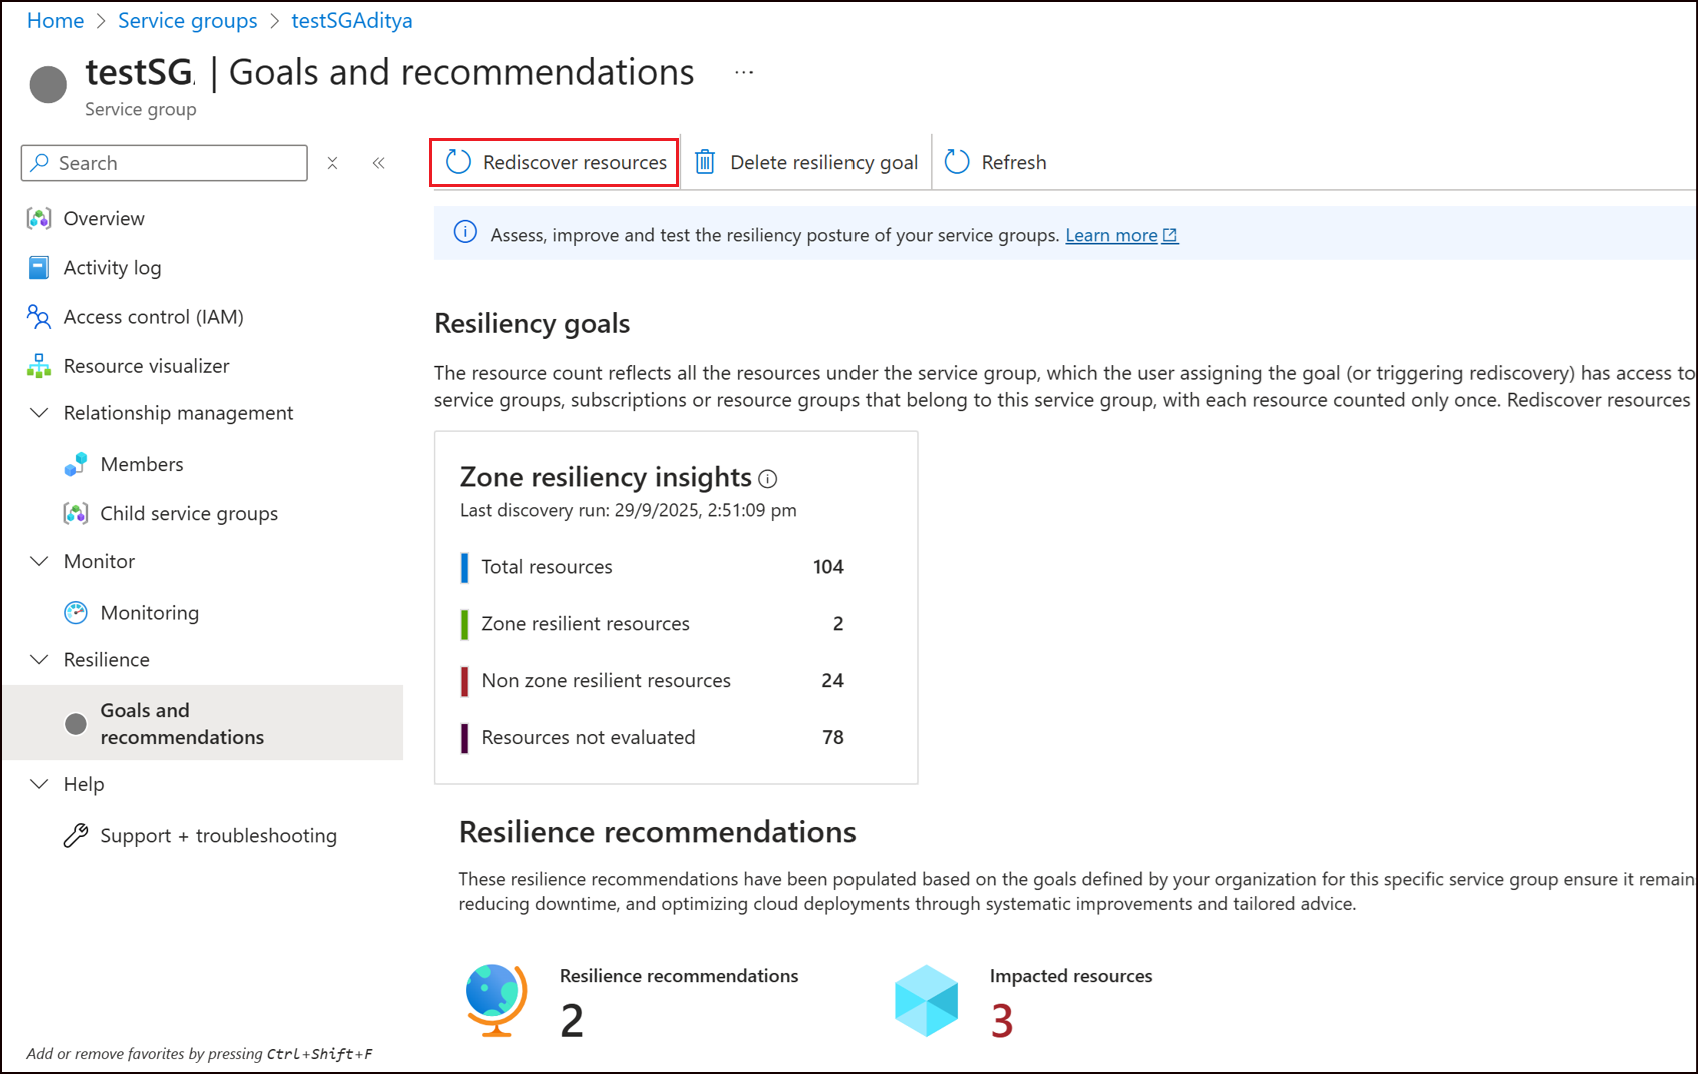 Home > Service groups > testSGAditya
testSG | Goals and recommendations ...
Service group
Search
Rediscover resources
Delete resiliency goal
Refresh
Overview
Activity log
Access control (IAM)
Resource visualizer
Relationship management
Members
Child service groups
Monitor
Monitoring
Resilience
Goals and
recommendations
Help
Support + troubleshooting
Add or remove favorites by pressing Ctrl+Shift+F
Assess, improve and test the resiliency posture of your service groups. Learn more
Resiliency goals
The resource count reflects all the resources under the service group, which the user assigning the goal (or triggering rediscovery) has access to
service groups, subscriptions or resource groups that belong to this service group, with each resource counted only once. Rediscover resources
Zone resiliency insights
Last discovery run: 29/9/2025, 2:51:09 pm
Total resources 104
Zone resilient resources 2
Non zone resilient resources 24
Resources not evaluated 78
Resilience recommendations
These resilience recommendations have been populated based on the goals defined by your organization for this specific service group ensure it remain
reducing downtime, and optimizing cloud deployments through systematic improvements and tailored advice.
Resilience recommendations
2
Impacted resources
3